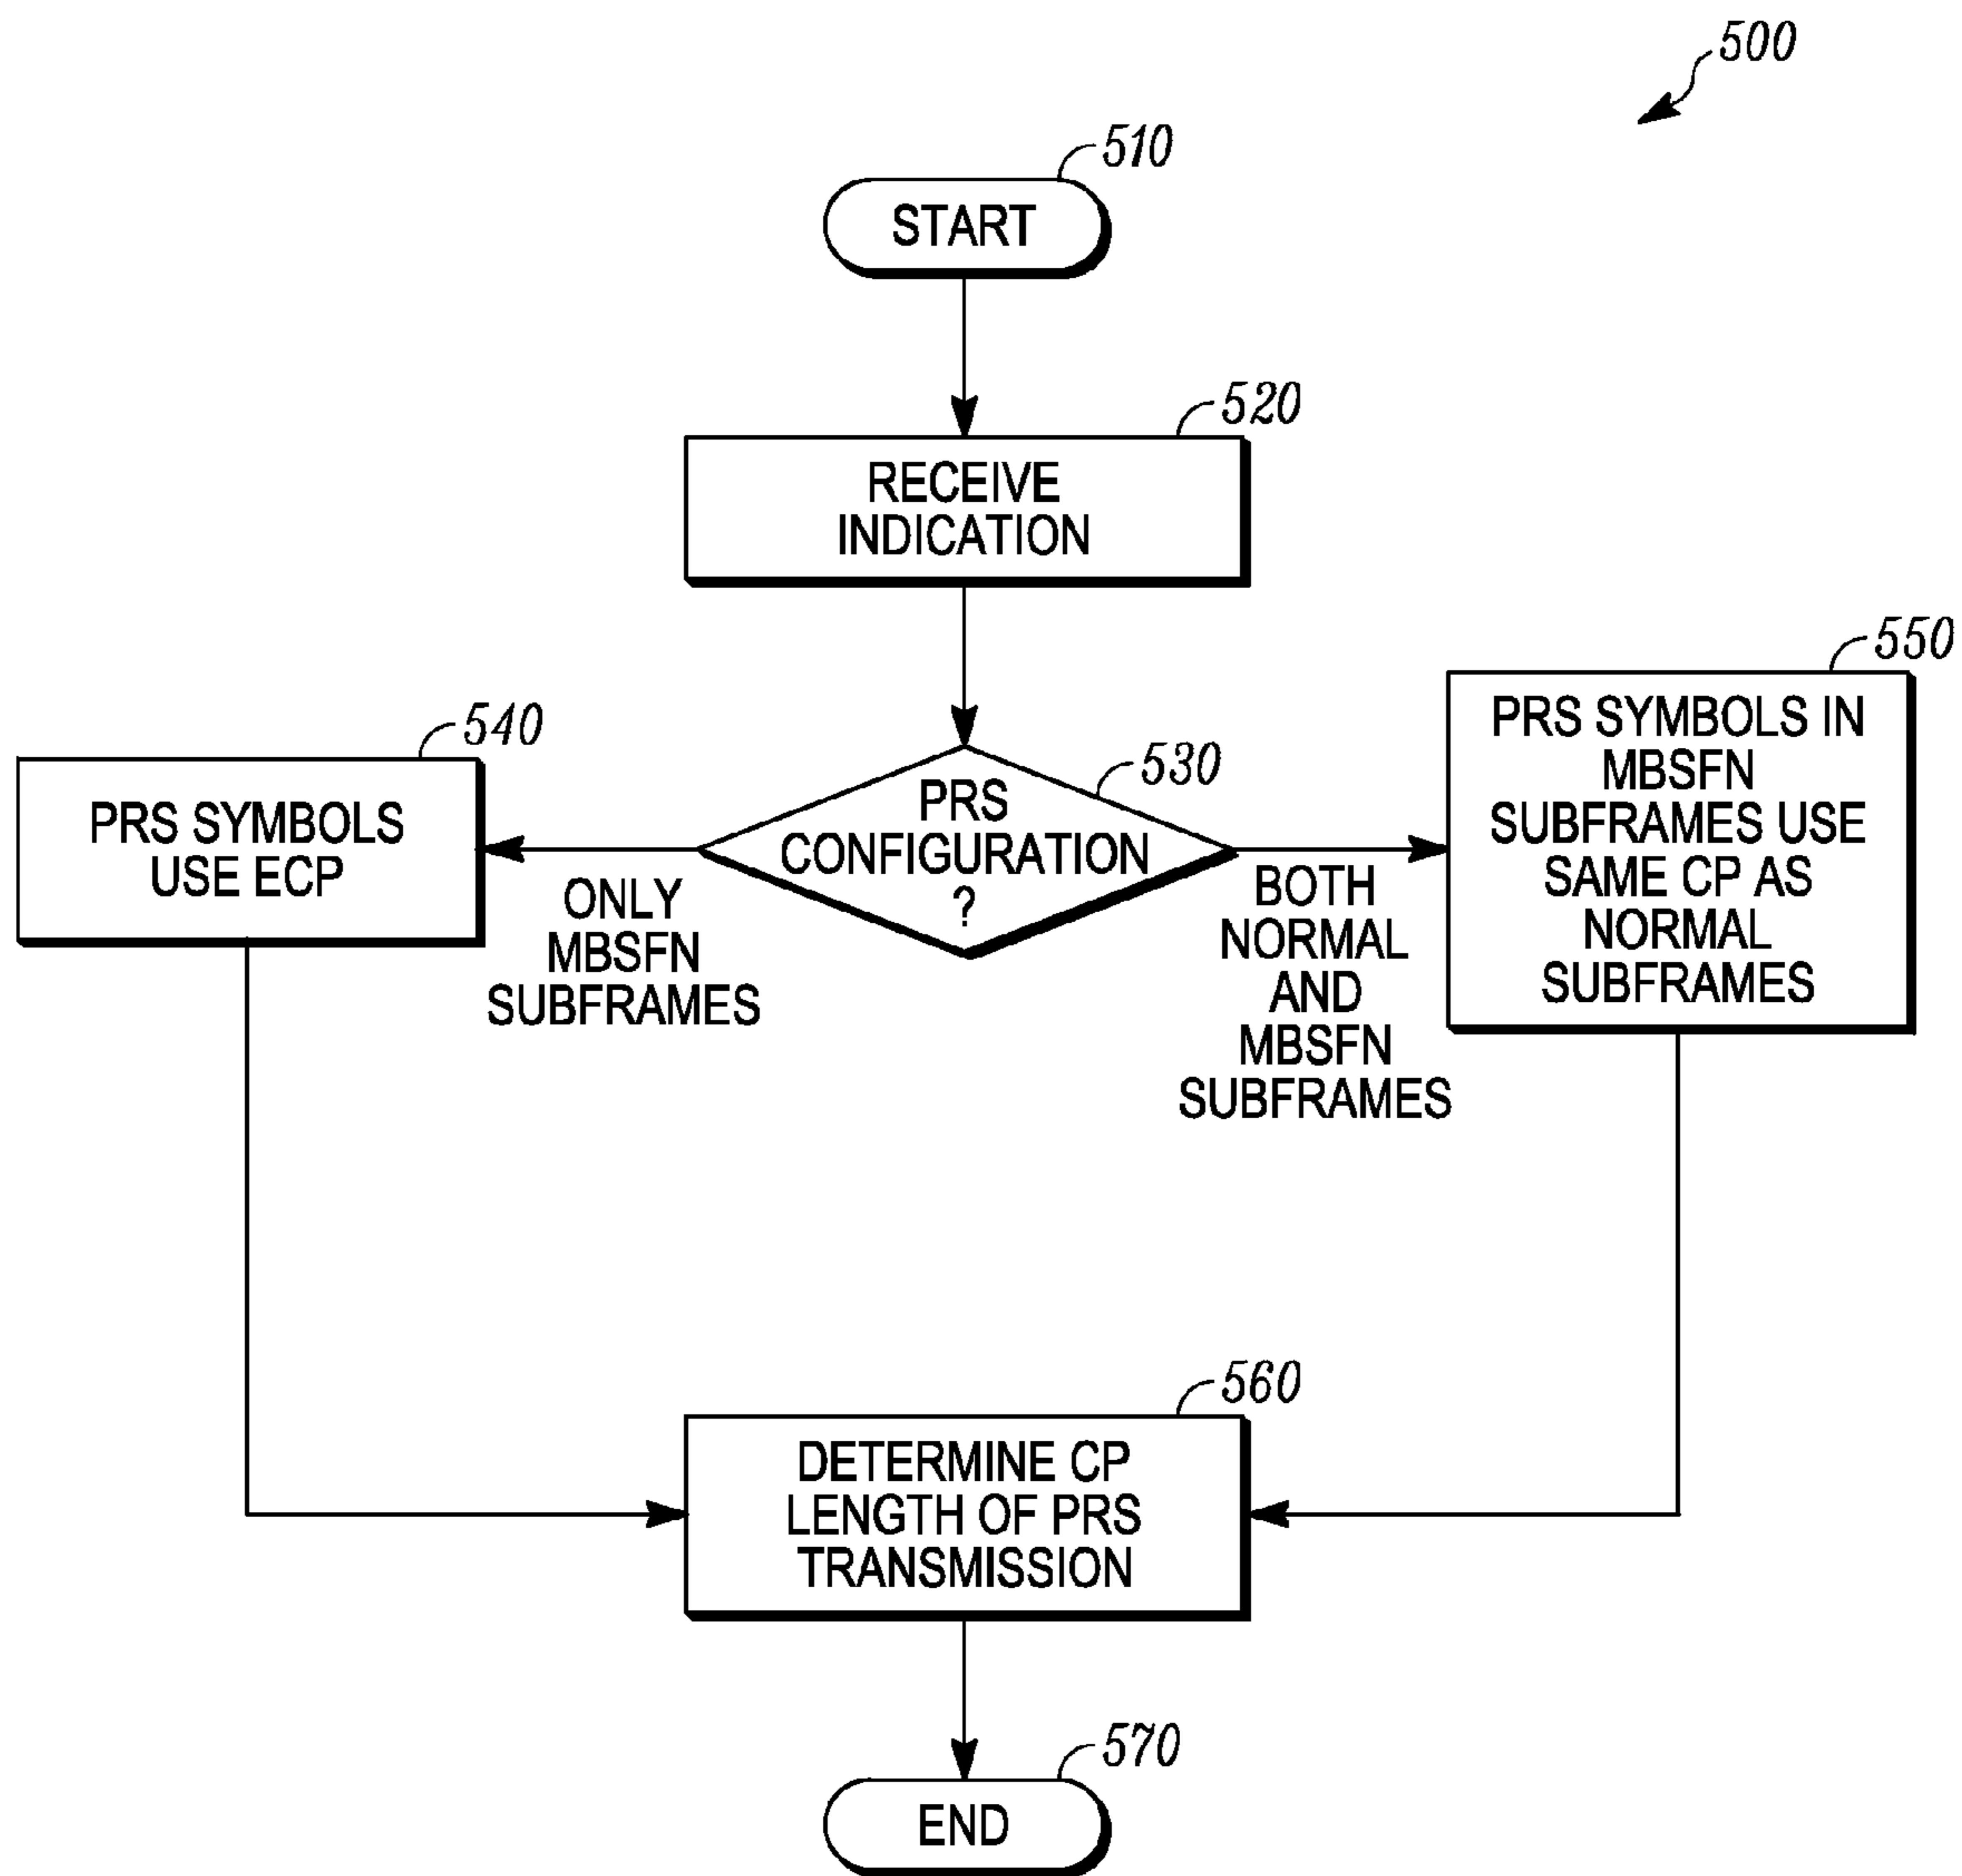 500
510
START
520
RECEIVE
INDICATION
530
PRS
CONFIGURATION
?
540
PRS SYMBOLS
USE ECP
ONLY
MBSFN
SUBFRAMES
BOTH
NORMAL
AND
MBSFN
SUBFRAMES
550
PRS SYMBOLS IN
MBSFN
SUBFRAMES USE
SAME CP AS
NORMAL
SUBFRAMES
560
DETERMINE CP
LENGTH OF PRS
TRANSMISSION
570
END